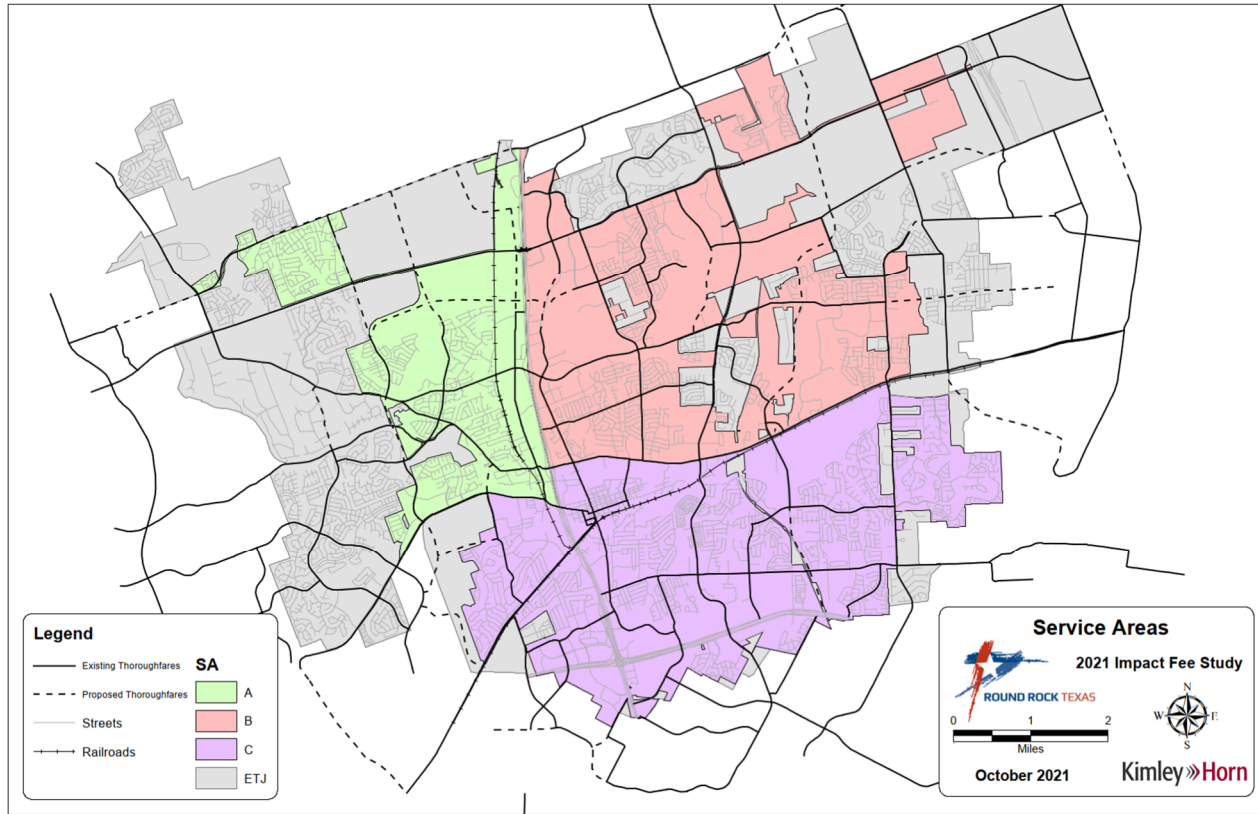 Legend
Existing Thoroughfares
SA
Proposed Thoroughfares
A
Streets
B
Railroads
C
ETJ
Service Areas
2021 Impact Fee Study
ROUND ROCK TEXAS
N
W
E
S
0
1
2
Miles
October 2021
Kimley»Horn